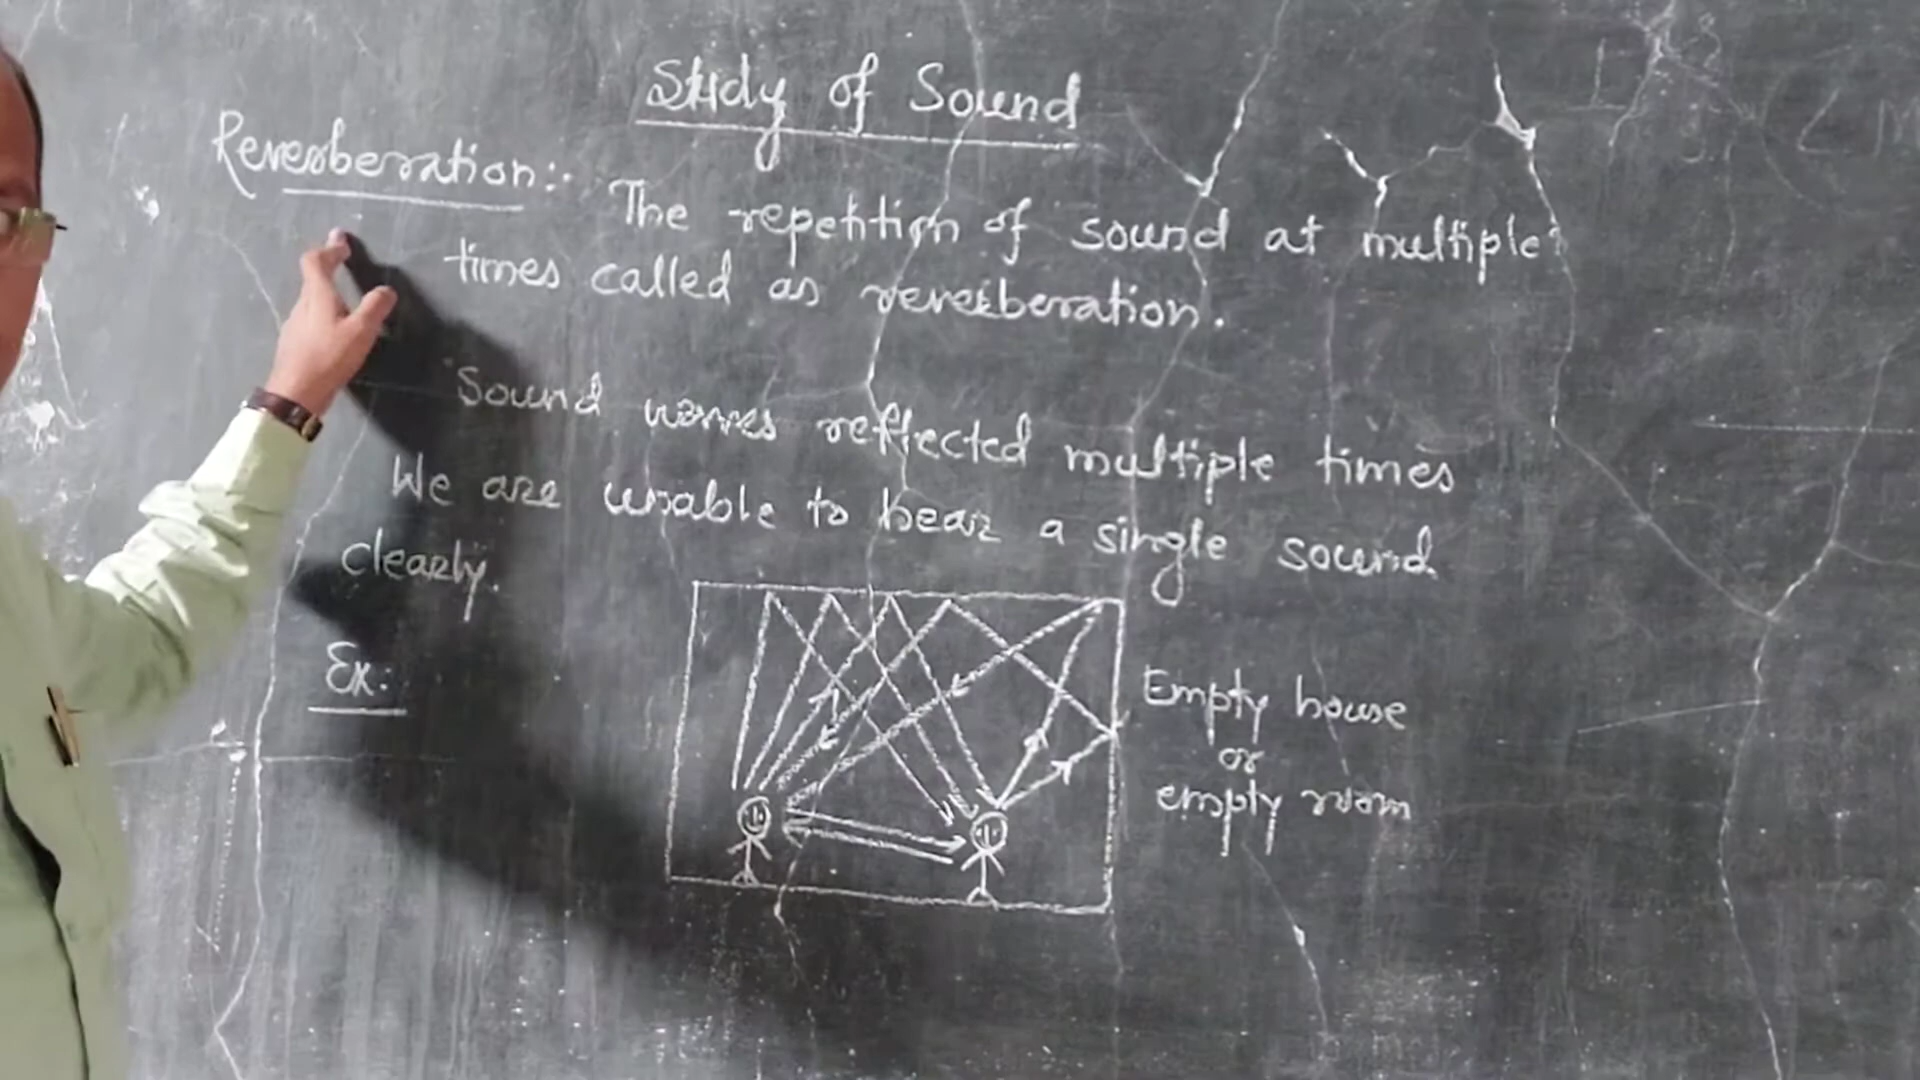 Study of Sound
Reverberation:- The repetition of sound at multiple
times called as reverberation.
Sound waves reflected multiple times
We are unable to hear a single sound
clearly.
Ex:
Empty house
or
empty room